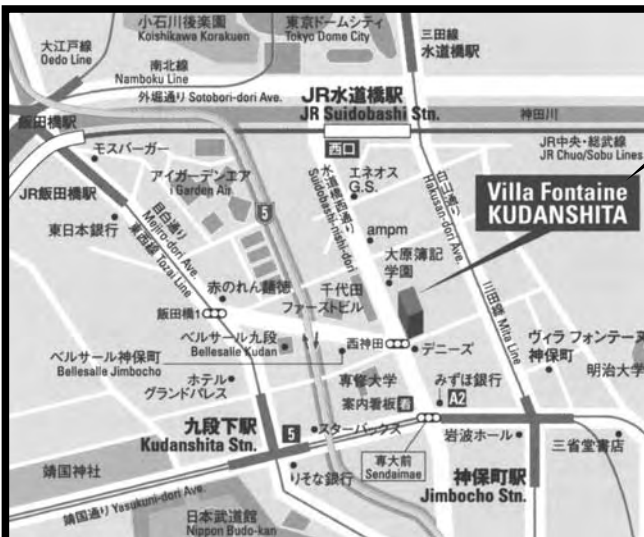 小石川後楽園
Koishikawa Korakuen
東京ドームシティ
Tokyo Dome City
三田線
水道橋駅
大江戸線
Oedo Line
南北線
Namboku Line
外堀通り Sotobori-dori Ave.
JR水道橋駅
JR Suidobashi Stn.
神田川
飯田橋駅
西口
JR中央・総武線
JR Chuo/Sobu Lines
モスバーガー
アイガーデンエア
i Garden Air
水道橋西通り
Suidobashi-nishi-dori
エネオス
G.S.
白山通り
Hakusan-dori Ave.
Villa Fontaine
KUDANSHITA
JR飯田橋駅
目白通り
Mejiro-dori Ave.
東西線 Tozai Line
5
東日本銀行
ampm
大原簿記
学園
赤のれん
千代田
ファーストビル
飯田橋1
Mita Line
ベルサール九段
Bellesalle Kudan
西神田
デニーズ
ヴィラ フォンテーヌ
神保町
ベルサール神保町
Bellesalle Jimbocho
明治大学
ホテル
グランドパレス
専修大学
みずほ銀行
案内看板
A2
九段下駅
Kudanshita Stn.
5
スターバックス
岩波ホール
三省堂書店
専大前
Sendaimae
靖国神社
りそな銀行
神保町駅
Jimbocho Stn.
靖国通り Yasukuni-dori Ave.
日本武道館
Nippon Budo-kan